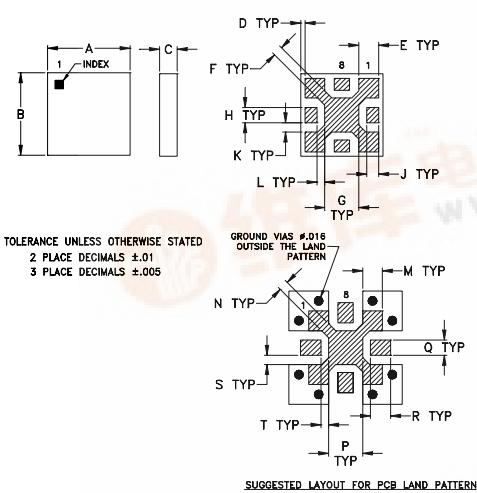 D
A
C
E TYP
1 INDEX
F TYP
8 1
B
H TYP
K TYP
L TYP
J TYP
G
TYP
TOLERANCE UNLESS OTHERWISE STATED
2 PLACE DECIMALS ±.01
3 PLACE DECIMALS ±.005
GROUND VIAS ø.016
OUTSIDE THE LAND
PATTERN
M TYP
N TYP
1 8
Q TYP
S TYP
T TYP
R TYP
P
TYP
SUGGESTED LAYOUT FOR PCB LAND PATTERN